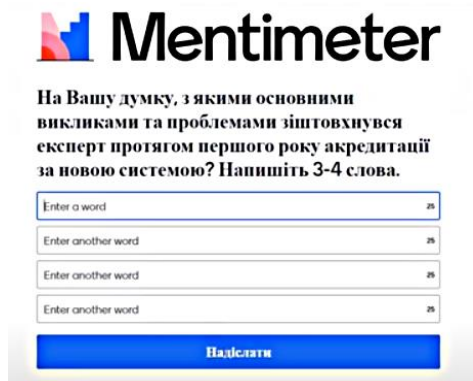 Mentimeter
На Вашу думку, з якими основними
викликами та проблемами зіштовхнувся
експерт протягом першого року акредитації
за новою системою? Напишіть 3-4 слова.
Enter a word 25
Enter another word 25
Enter another word 25
Enter another word 25
Надіслати